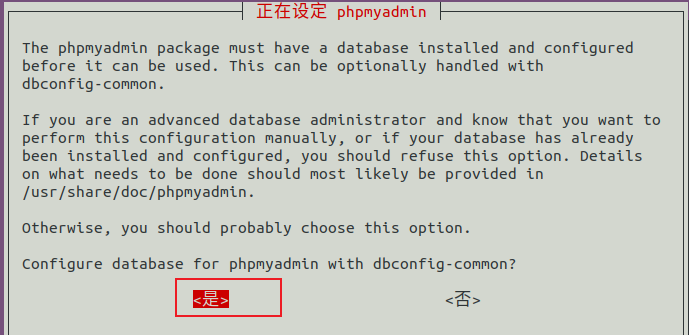 正在设定 phpmyadmin
The phpmyadmin package must have a database installed and configured
before it can be used. This can be optionally handled with
dbconfig-common.
If you are an advanced database administrator and know that you want to
perform this configuration manually, or if your database has already
been installed and configured, you should refuse this option. Details
on what needs to be done should most likely be provided in
/usr/share/doc/phpmyadmin.
Otherwise, you should probably choose this option.
Configure database for phpmyadmin with dbconfig-common?
<是> <否>